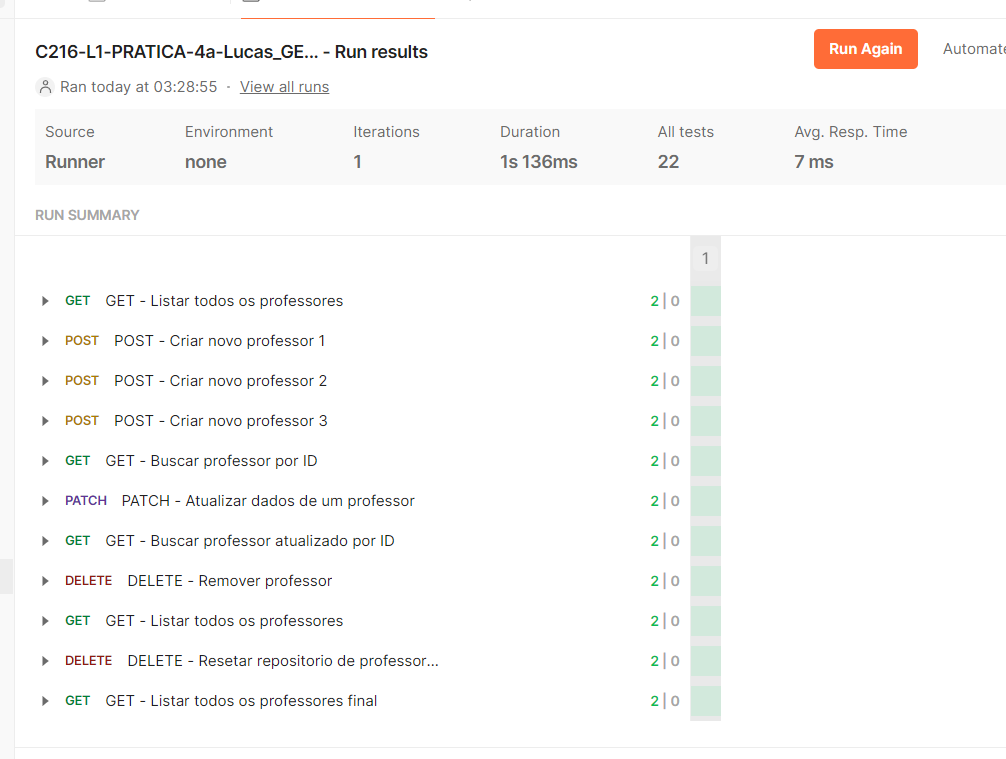 C216-L1-PRATICA-4a-Lucas_GE... - Run results
Run Again
Automate
Ran today at 03:28:55 · View all runs
Source Environment Iterations Duration All tests Avg. Resp. Time
Runner none 1 1s 136ms 22 7 ms
RUN SUMMARY
1
GET GET - Listar todos os professores 2 | 0
POST POST - Criar novo professor 1 2 | 0
POST POST - Criar novo professor 2 2 | 0
POST POST - Criar novo professor 3 2 | 0
GET GET - Buscar professor por ID 2 | 0
PATCH PATCH - Atualizar dados de um professor 2 | 0
GET GET - Buscar professor atualizado por ID 2 | 0
DELETE DELETE - Remover professor 2 | 0
GET GET - Listar todos os professores 2 | 0
DELETE DELETE - Resetar repositorio de professor... 2 | 0
GET GET - Listar todos os professores final 2 | 0